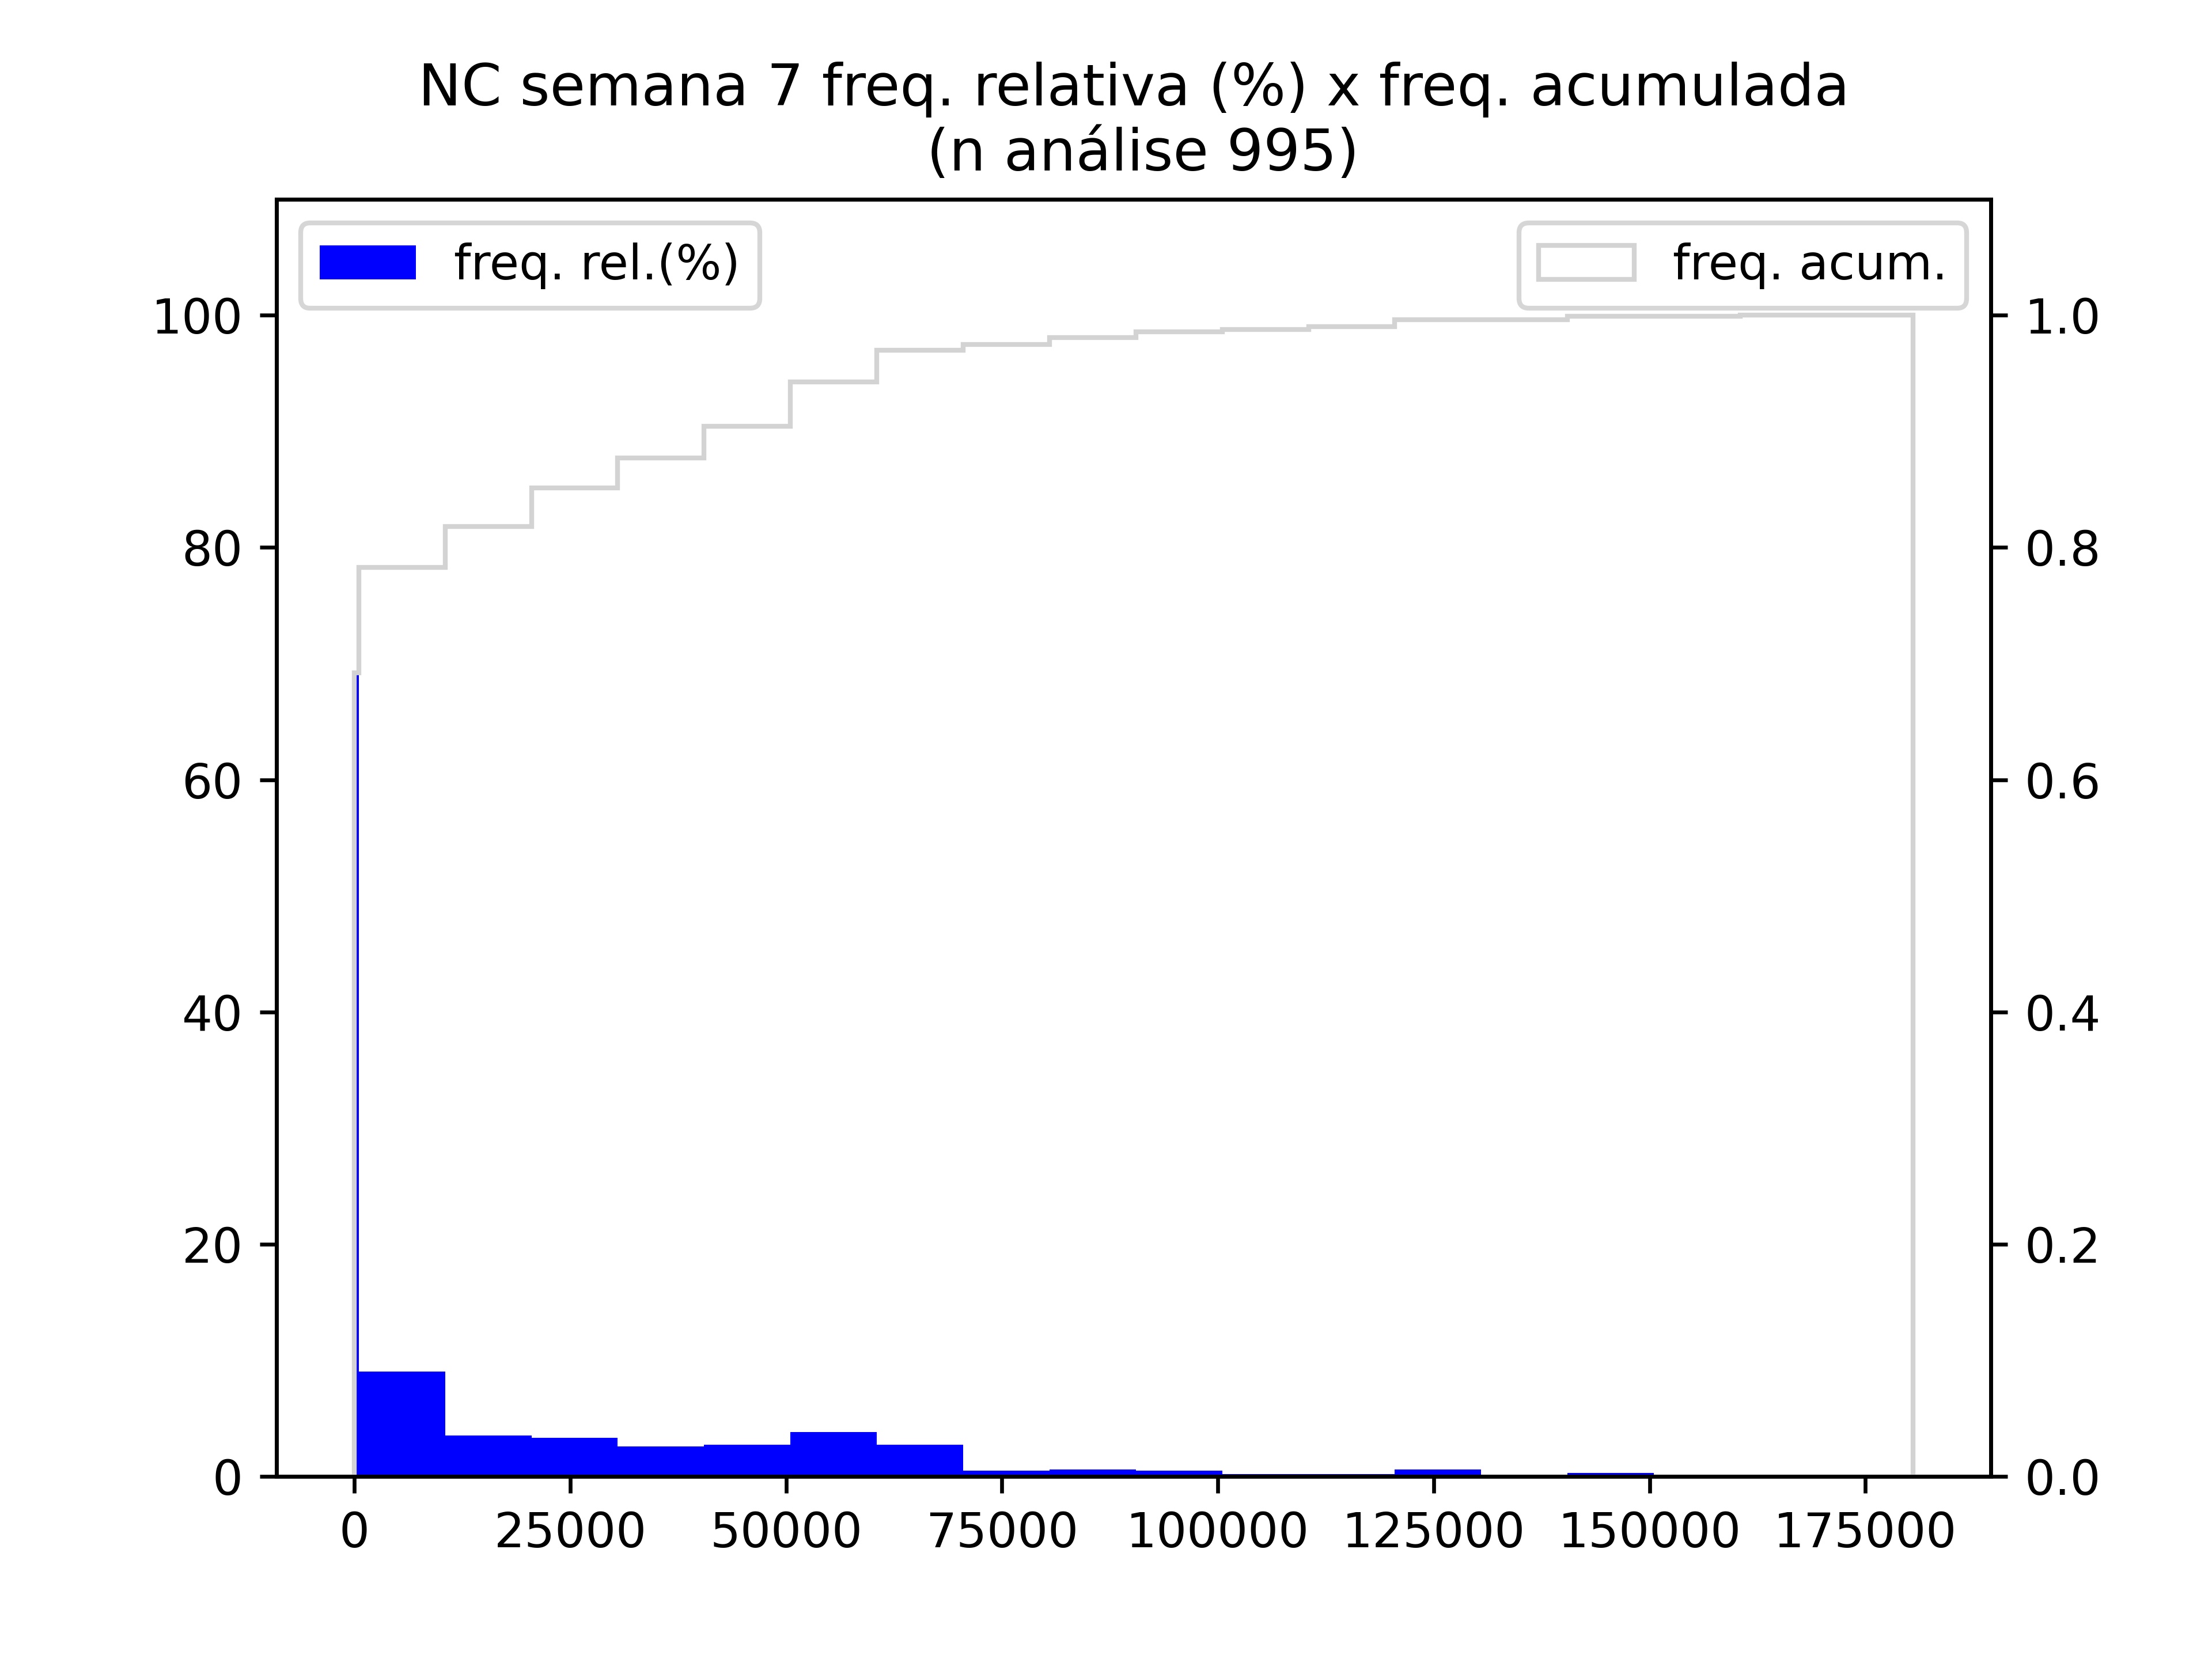 NC semana 7 freq. relativa (%) x freq. acumulada
(n análise 995)
freq. rel.(%)
freq. acum.
100
80
60
40
20
0
1.0
0.8
0.6
0.4
0.2
0.0
0 25000 50000 75000 100000 125000 150000 175000